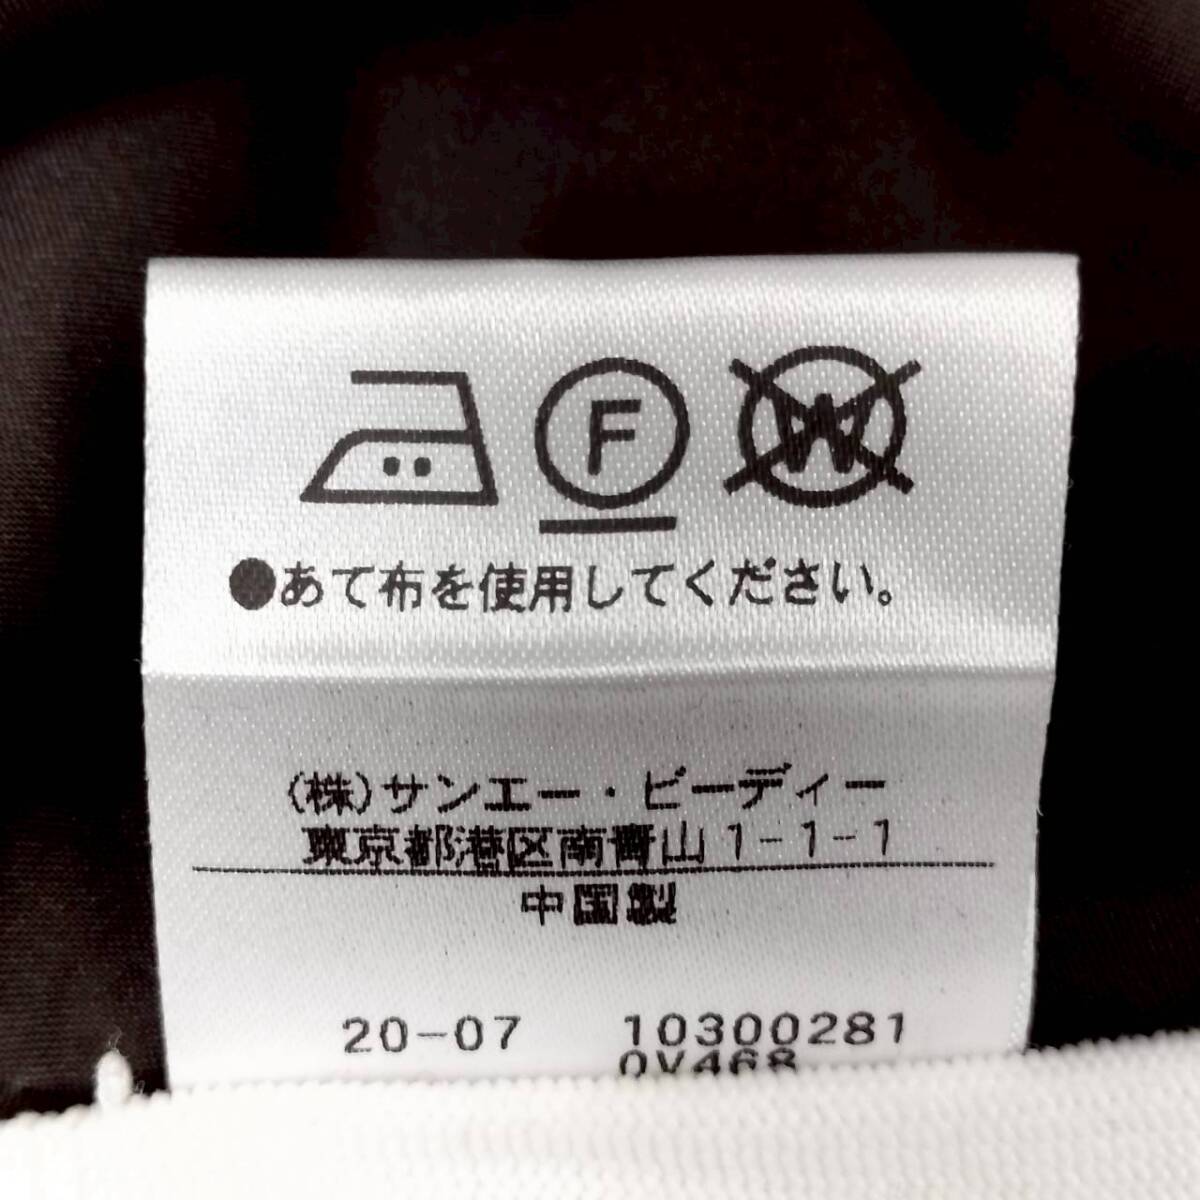 F W
●あて布を使用してください。
(株)サンエー・ビーディー
東京都港区南青山1-1-1
中国製
20-07 10300281
0V468